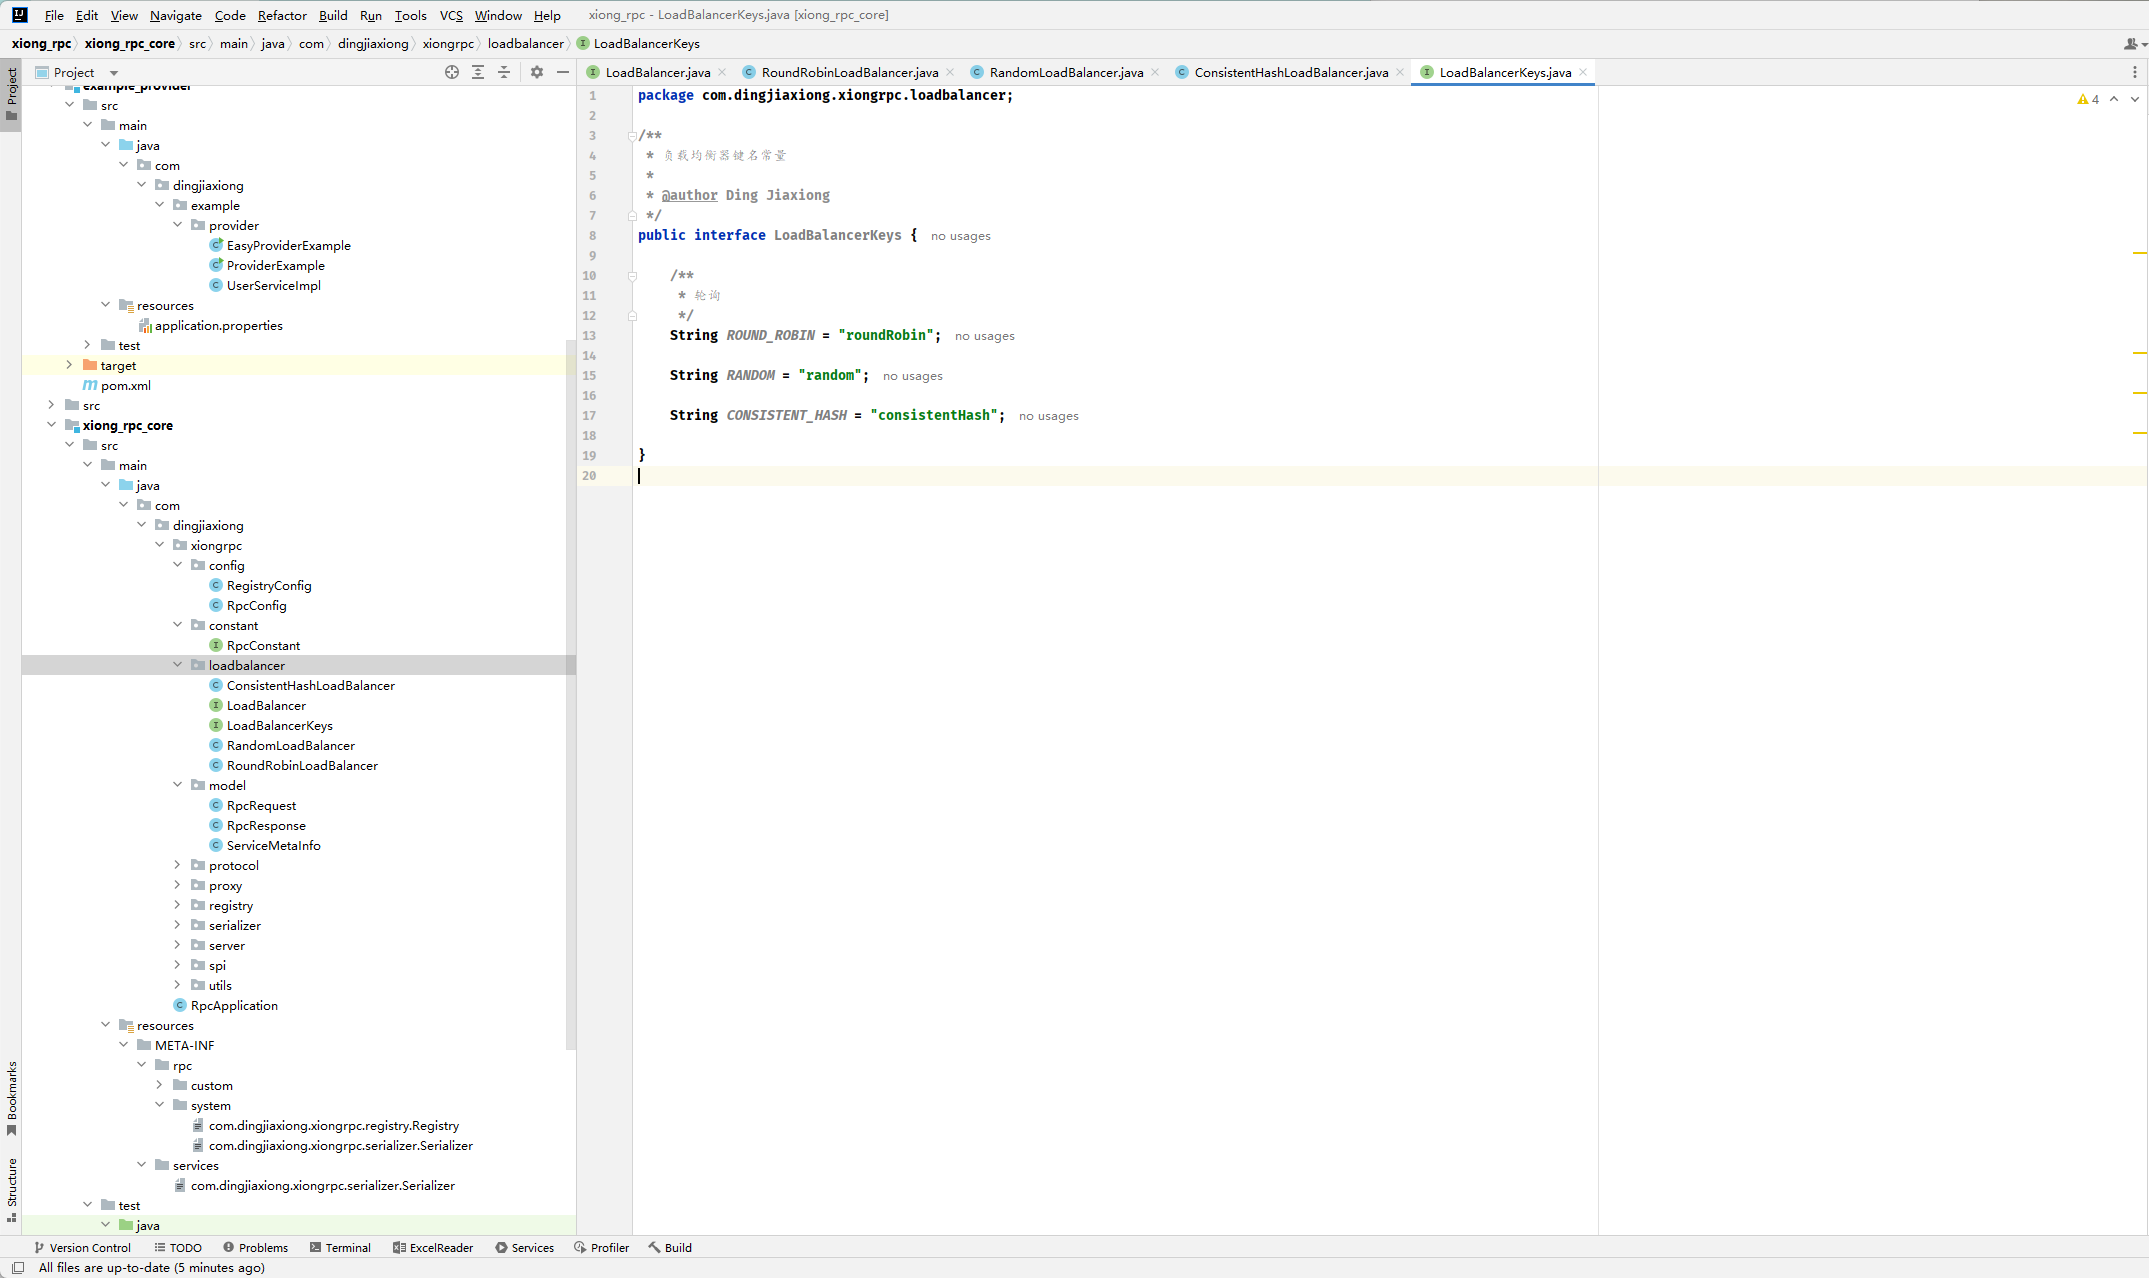 File Edit View Navigate Code Refactor Build Run Tools VCS Window Help xiong_rpc - LoadBalancerKeys.java [xiong_rpc_core]
xiong_rpc xiong_rpc_core src main java com dingjiaxiong xiongrpc loadbalancer LoadBalancerKeys
Project
Project
example_provider
src
main
java
com
dingjiaxiong
example
provider
EasyProviderExample
ProviderExample
UserServiceImpl
resources
application.properties
test
target
pom.xml
src
xiong_rpc_core
src
main
java
com
dingjiaxiong
xiongrpc
config
RegistryConfig
RpcConfig
constant
RpcConstant
loadbalancer
ConsistentHashLoadBalancer
LoadBalancer
LoadBalancerKeys
RandomLoadBalancer
RoundRobinLoadBalancer
model
RpcRequest
RpcResponse
ServiceMetaInfo
protocol
proxy
registry
serializer
server
spi
utils
RpcApplication
resources
META-INF
rpc
custom
system
com.dingjiaxiong.xiongrpc.registry.Registry
com.dingjiaxiong.xiongrpc.serializer.Serializer
services
com.dingjiaxiong.xiongrpc.serializer.Serializer
test
java
Bookmarks
Structure
LoadBalancer.java RoundRobinLoadBalancer.java RandomLoadBalancer.java ConsistentHashLoadBalancer.java LoadBalancerKeys.java
4
1 package com.dingjiaxiong.xiongrpc.loadbalancer;
2
3 /**
4 * 负载均衡器键名常量
5 *
6 * @author Ding Jiaxiong
7 */
8 public interface LoadBalancerKeys { no usages
9
10 /**
11 * 轮询
12 */
13 String ROUND_ROBIN = "roundRobin"; no usages
14
15 String RANDOM = "random"; no usages
16
17 String CONSISTENT_HASH = "consistentHash"; no usages
18
19 }
20
Version Control TODO Problems Terminal ExcelReader Services Profiler Build
All files are up-to-date (5 minutes ago)